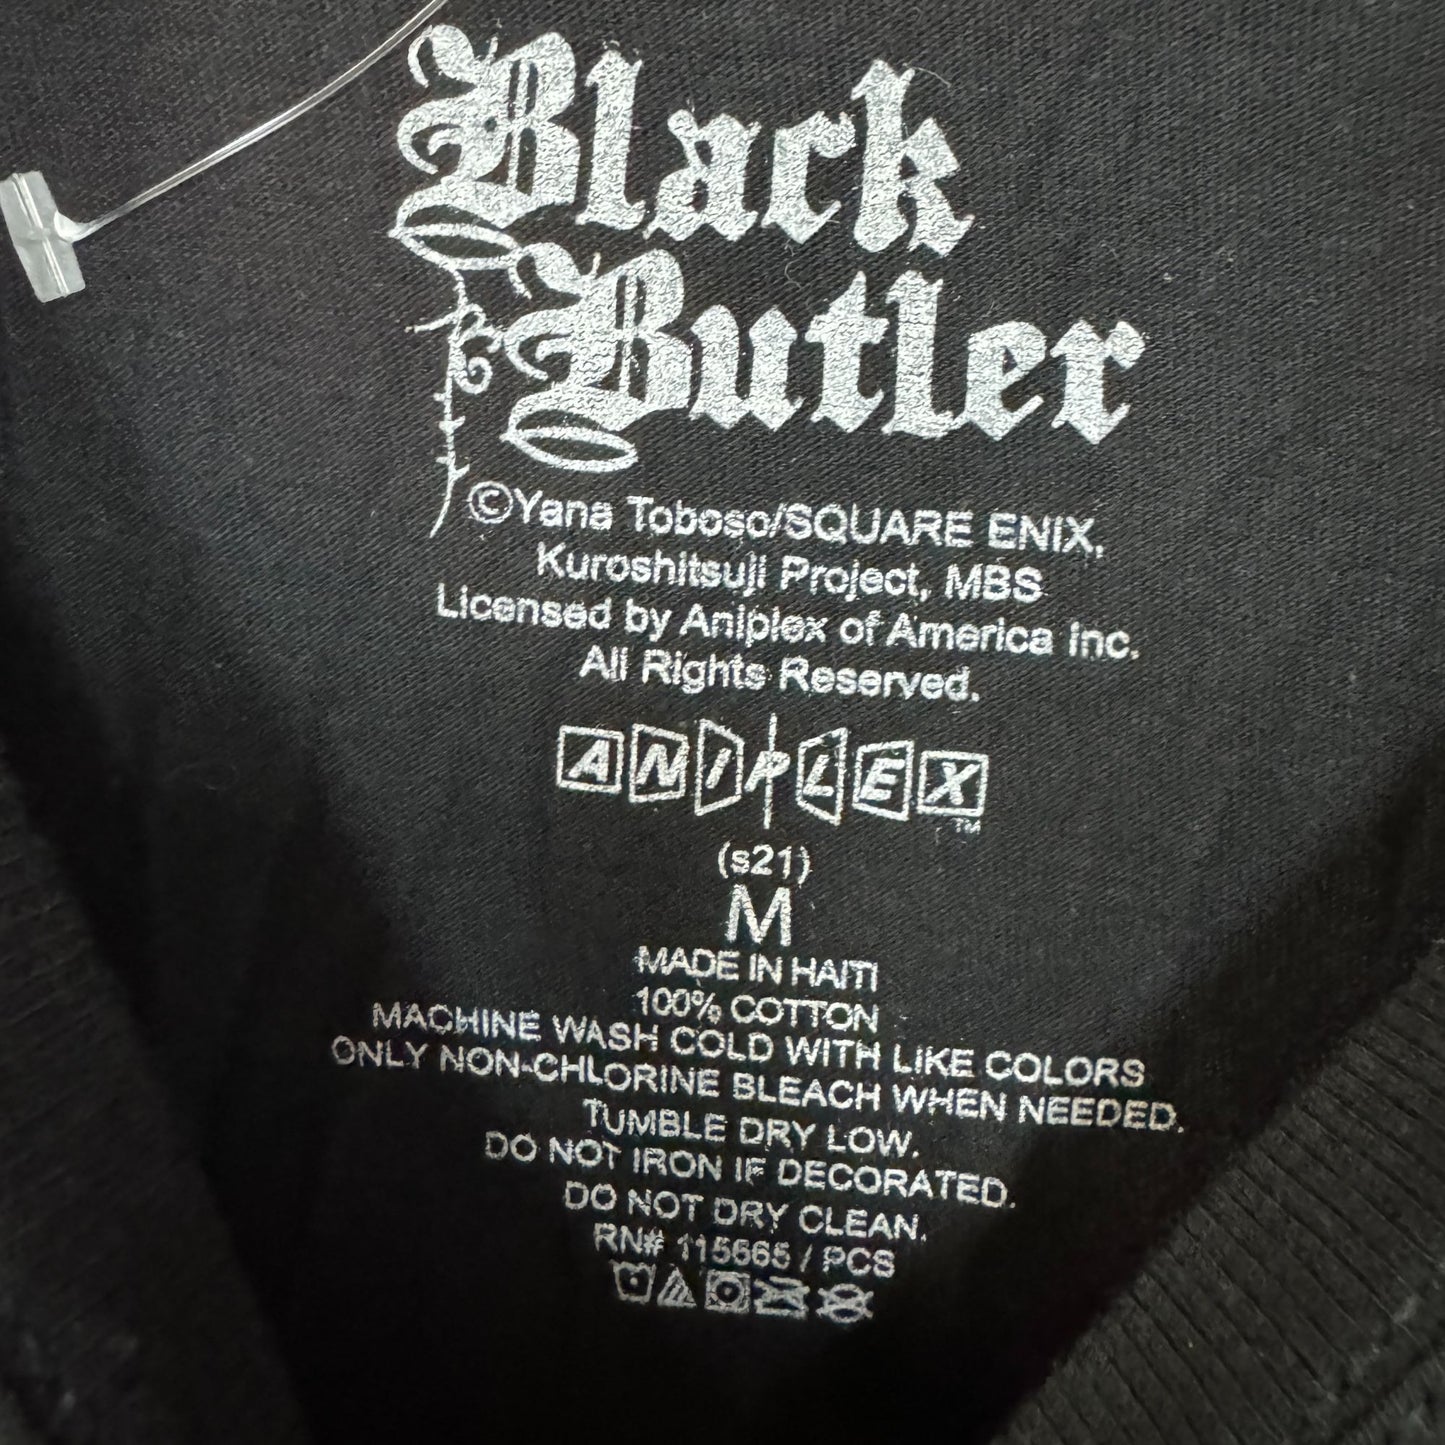 Black
Butler
©Yana Toboso/SQUARE ENIX,
Kuroshitsuji Project, MBS
Licensed by Aniplex of America Inc.
All Rights Reserved.
ANIPLEX
TM
(s21)
M
MADE IN HAITI
100% COTTON
MACHINE WASH COLD WITH LIKE COLORS
ONLY NON-CHLORINE BLEACH WHEN NEEDED.
TUMBLE DRY LOW.
DO NOT IRON IF DECORATED.
DO NOT DRY CLEAN.
RN# 115665 / PCS